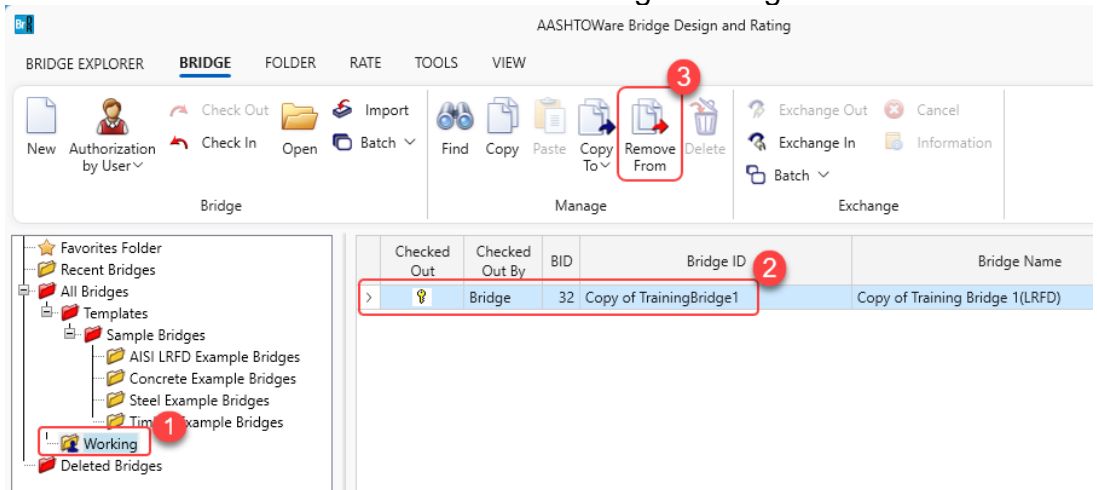 Br
R
AASHTOWare Bridge Design and Rating
BRIDGE EXPLORER BRIDGE FOLDER RATE TOOLS VIEW
3
New
Authorization
by User
Check Out
Check In
Open
Import
Batch
Bridge
Find
Copy
Paste
Copy
To
Remove
From
Delete
Manage
Exchange Out
Cancel
Exchange In
Information
Batch
Exchange
Favorites Folder
Recent Bridges
All Bridges
Templates
Sample Bridges
AISI LRFD Example Bridges
Concrete Example Bridges
Steel Example Bridges
Example Bridges
1
Working
Deleted Bridges
Checked
Out
Checked
Out By
BID
Bridge ID
2
Bridge Name
Bridge 32 Copy of TrainingBridge1 Copy of Training Bridge 1(LRFD)